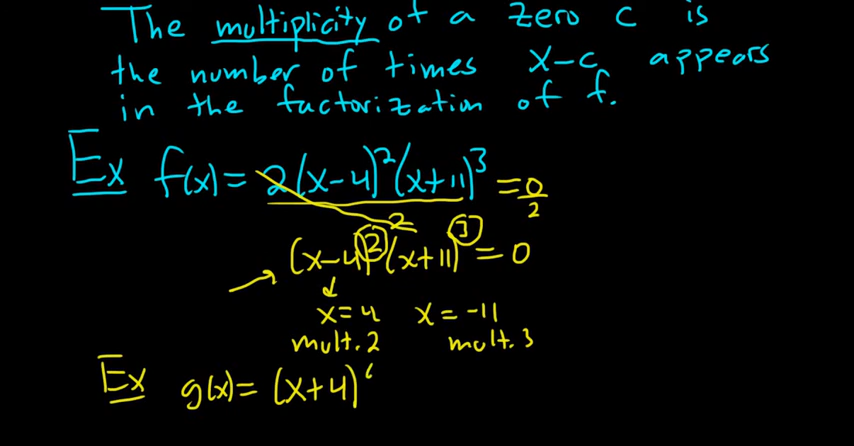 The multiplicity of a zero c is
the number of times x-c appears
in the factorization of f.
Ex f(x) = 2(x-4)²(x+11)³ = 0/2
2
(x-4)²(x+11)³ = 0
x=4 x=-11
mult. 2 mult. 3
Ex g(x) = (x+4)